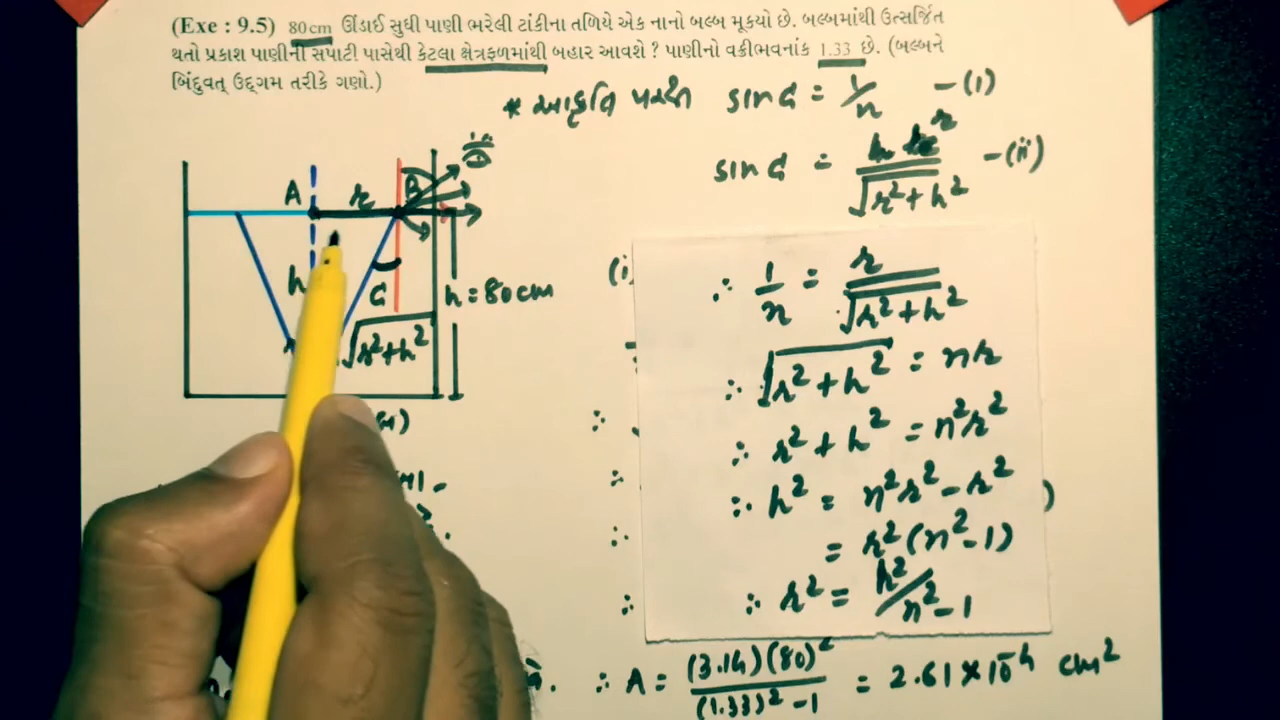 (Exe : 9.5) 80cm ઊંડાઈ સુધી પાણી ભરેલી ટાંકીના તળિયે એક નાનો બલ્બ મૂક્યો છે. બલ્બમાંથી ઉત્સર્જિત
થતો પ્રકાશ પાણીની સપાટી પાસેથી કેટલા ક્ષેત્રફળમાંથી બહાર આવશે ? પાણીનો વક્રીભવનાંક 1.33 છે. (બલ્બને
બિંદુવત્ ઉદ્ગમ તરીકે ગણો.)
* આકૃતિ પરથી sin C = 1/n -(i)
sin C = r/√r²+h² -(ii)
A r B
h C h = 80 cm
√r²+h²
(i
∴ 1/n = r/√r²+h²
∴ √r²+h² = nr
∴ r²+h² = n²r²
∴ h² = n²r² - r²
= r²(n²-1)
∴ r² = h²/n²-1
∴ A = (3.14)(80)²/(1.33)²-1 = 2.61×10⁴ cm²